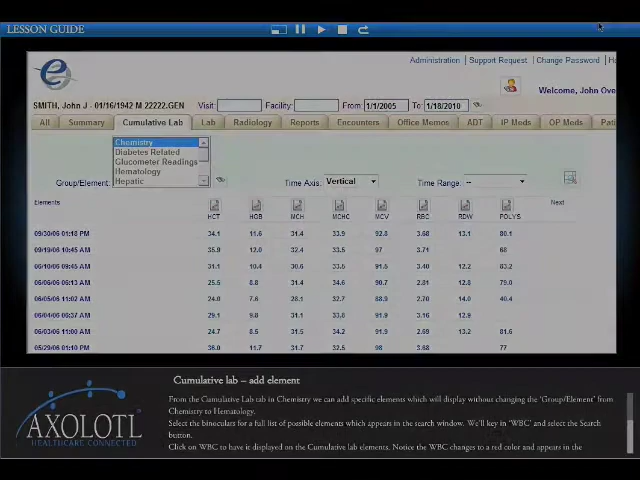 LESSON GUIDE
Administration | Support Request | Change Password | H
Welcome, John Ove
SMITH, John J - 01/16/1942 M 22222.GEN Visit: Facility: From: 1/1/2005 To: 1/18/2010
All Summary Cumulative Lab Lab Radiology Reports Encounters Office Memos ADT IP Meds OP Meds Pati
Chemistry
Diabetes Related
Glucometer Readings
Hematology
Hepatic
Group/Element: Time Axis: Vertical Time Range: --
Elements HCT HGB MCH MCHC MCV RBC RDW POLYS Next
09/30/06 01:18 PM 34.1 11.6 31.4 33.9 92.8 3.68 13.1 80.1
09/19/06 10:45 AM 35.9 12.0 32.4 33.5 97 3.71 68
06/10/06 09:45 AM 31.1 10.4 30.6 33.5 91.5 3.40 12.2 83.2
06/06/06 06:13 AM 25.5 8.8 31.4 34.6 90.7 2.81 12.8 79.0
06/05/06 11:02 AM 24.0 7.6 28.1 32.7 88.9 2.70 14.0 40.4
06/04/06 06:37 AM 29.1 9.8 31.1 33.8 91.9 3.16 12.9
06/03/06 11:00 AM 24.7 8.5 31.5 34.2 91.9 2.69 13.2 81.6
05/29/06 01:10 PM 36.0 11.7 31.7 32.5 98 3.68 77
Cumulative lab – add element
From the Cumulative Lab tab in Chemistry we can add specific elements which will display without changing the 'Group/Element' from
Chemistry to Hematology.
Select the binoculars for a full list of possible elements which appears in the search window. We'll key in 'WBC' and select the Search
button.
Click on WBC to have it displayed on the Cumulative lab elements. Notice the WBC changes to a red color and appears in the
AXOLOTL
HEALTHCARE CONNECTED